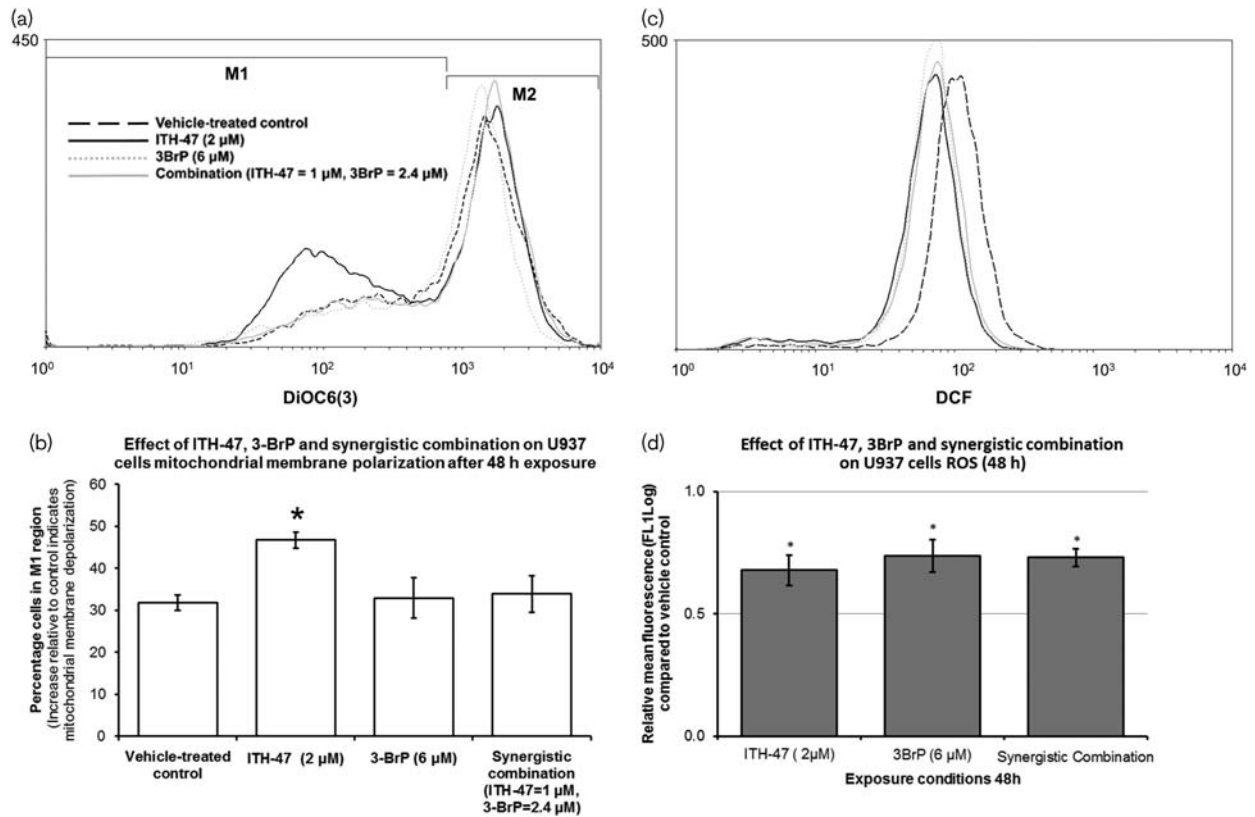 (a)
450
M1
M2
Vehicle-treated control
ITH-47 (2 µM)
3BrP (6 µM)
Combination (ITH-47 = 1 µM, 3BrP = 2.4 µM)
10⁰
10¹
10²
10³
10⁴
DiOC6(3)
(c)
500
10⁰
10¹
10²
10³
10⁴
DCF
(b)
Effect of ITH-47, 3-BrP and synergistic combination on U937
cells mitochondrial membrane polarization after 48 h exposure
Percentage cells in M1 region
(Increase relative to control indicates
mitochondrial membrane depolarization)
60
50
40
30
20
10
0
*
Vehicle-treated
control
ITH-47 (2 µM)
3-BrP (6 µM)
Synergistic
combination
(ITH-47=1 µM,
3-BrP=2.4 µM)
(d)
Effect of ITH-47, 3BrP and synergistic combination
on U937 cells ROS (48 h)
Relative mean fluorescence (FL1Log)
compared to vehicle control
1.0
0.5
0.0
*
*
*
ITH-47 ( 2µM)
3BrP (6 µM)
Synergistic Combination
Exposure conditions 48h